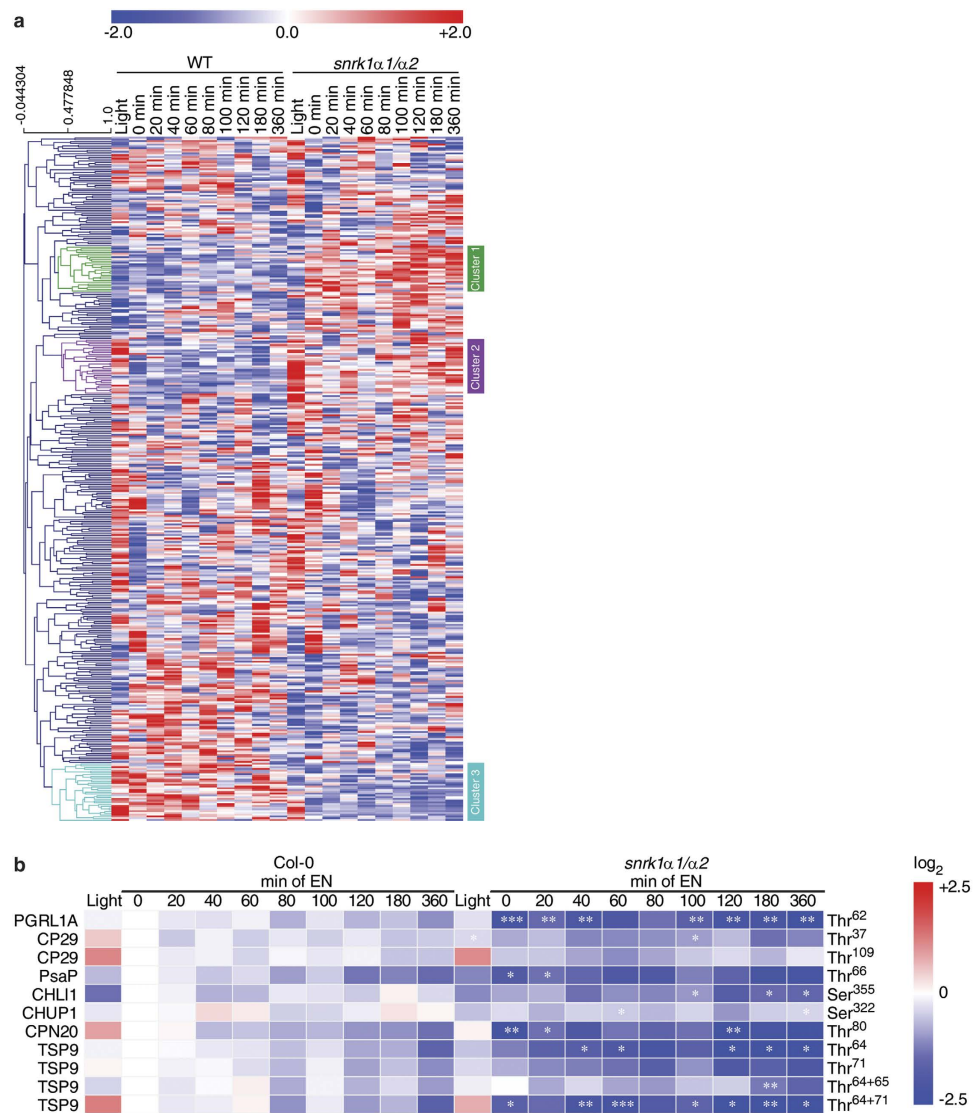 a
-2.0 0.0 +2.0
WT snrk1α1/α2
-0.044304 0.477848 1.0
Light 0 min 20 min 40 min 60 min 80 min 100 min 120 min 180 min 360 min Light 0 min 20 min 40 min 60 min 80 min 100 min 120 min 180 min 360 min
Cluster 1
Cluster 2
Cluster 3
b
Col-0 snrk1α1/α2 log2
min of EN min of EN
Light 0 20 40 60 80 100 120 180 360 Light 0 20 40 60 80 100 120 180 360 +2.5
PGRL1A *** ** ** ** ** ** ** Thr62
CP29 * * Thr37
CP29 Thr109
PsaP * * Thr66
CHLI1 * * * Ser355 0
CHUP1 * * Ser322
CPN20 ** * ** Thr80
TSP9 * * * * * Thr64
TSP9 Thr71
TSP9 ** Thr64+65
TSP9 * ** *** * * ** * Thr64+71 -2.5